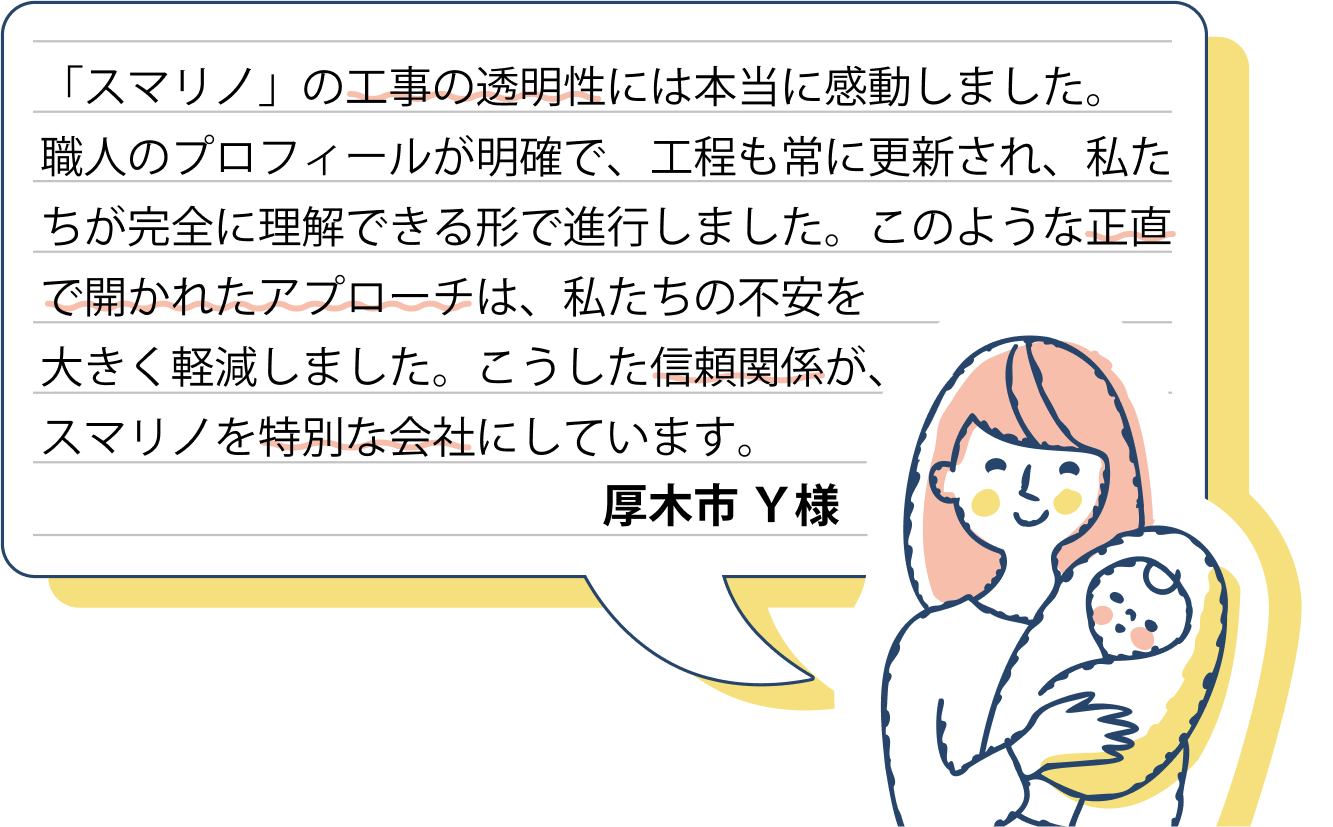 「スマリノ」の工事の透明性には本当に感動しました。
職人のプロフィールが明確で、工程も常に更新され、私た
ちが完全に理解できる形で進行しました。このような正直
で開かれたアプローチは、私たちの不安を
大きく軽減しました。こうした信頼関係が、
スマリノを特別な会社にしています。
厚木市 Y様